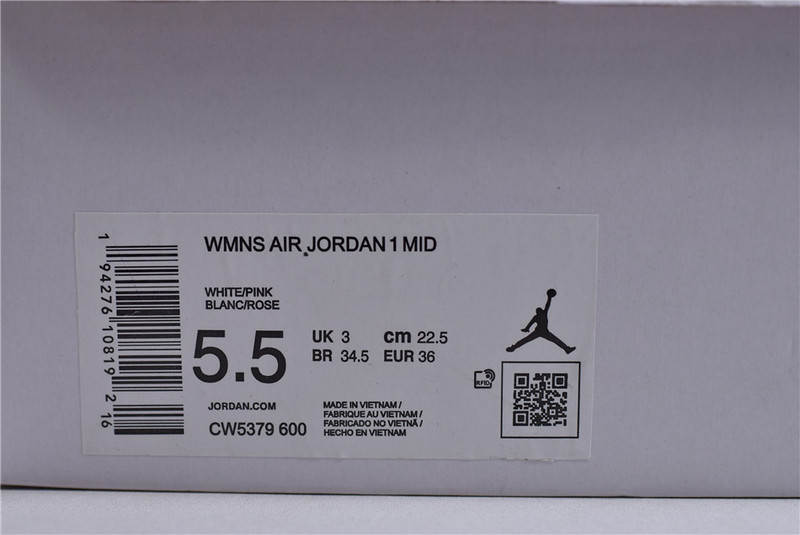 WMNS AIR JORDAN 1 MID
WHITE/PINK
BLANC/ROSE
5.5
UK 3 cm 22.5
BR 34.5 EUR 36
JORDAN.COM
CW5379 600
MADE IN VIETNAM /
FABRIQUE AU VIETNAM /
FABRICADO NO VIETNÃ /
HECHO EN VIETNAM
RFID
1 94276 10819 2 16